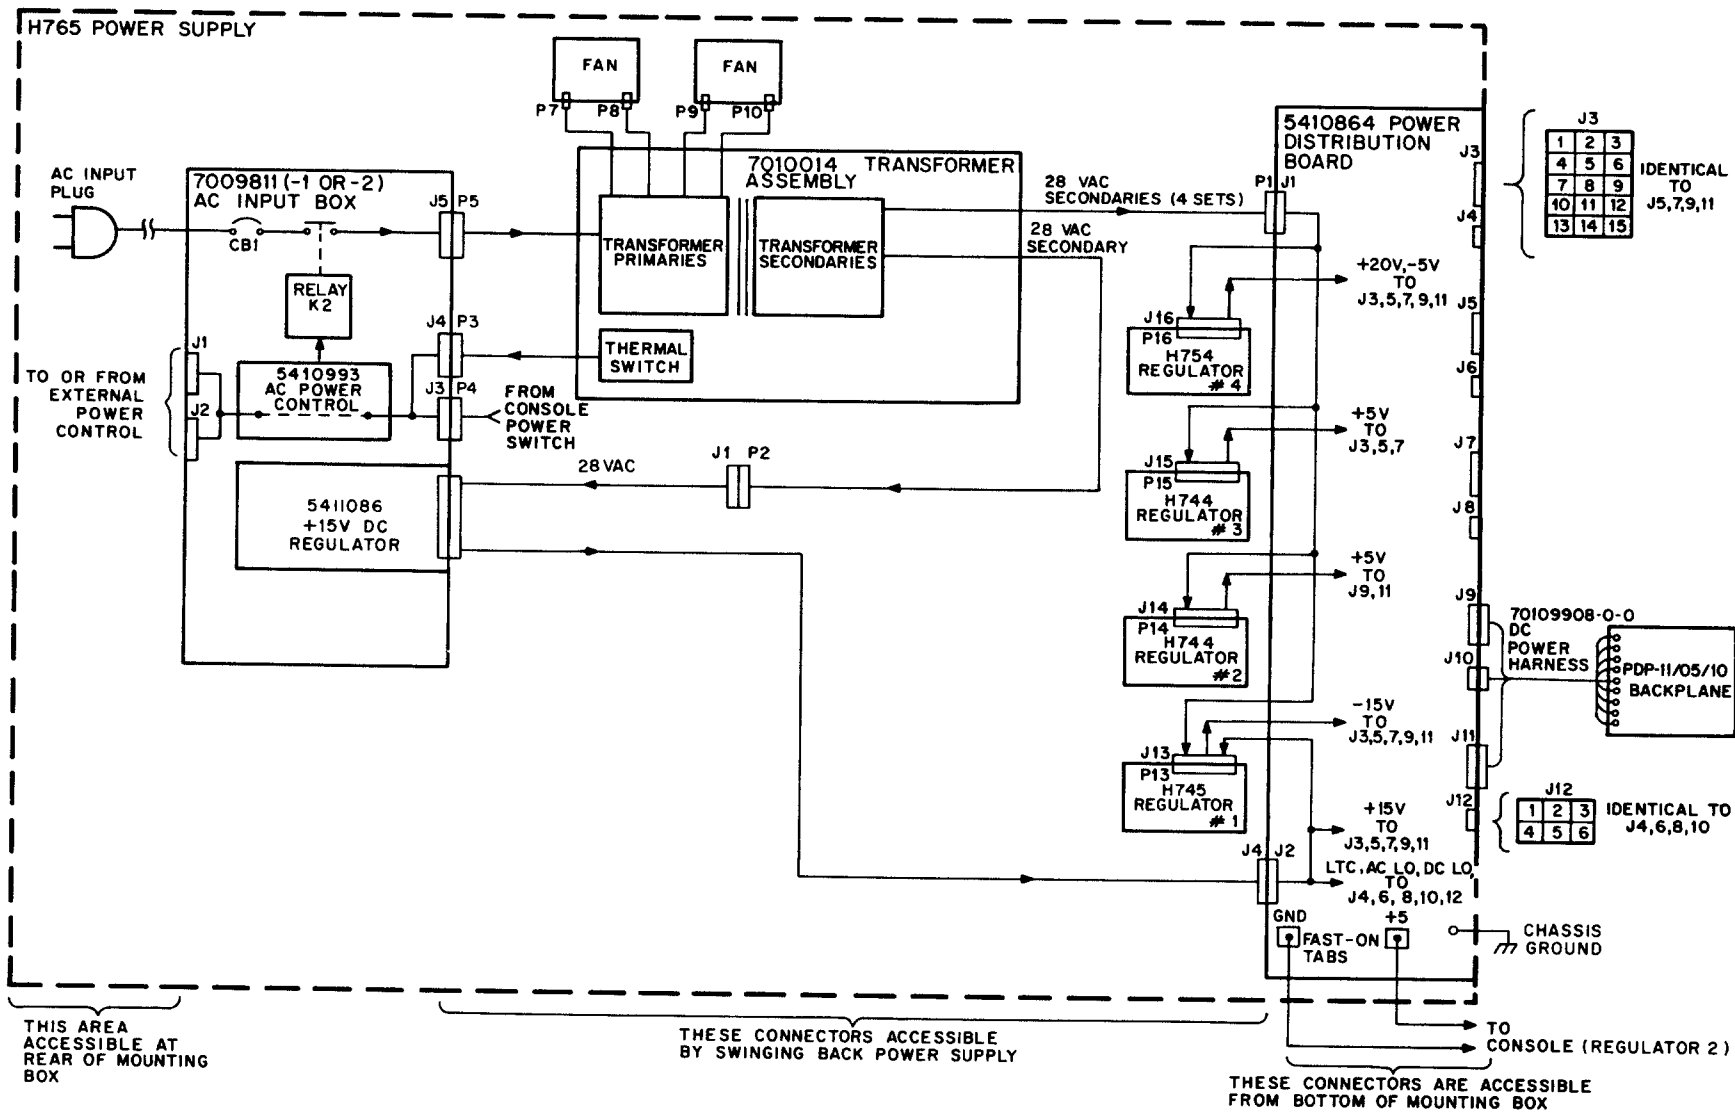 H765 POWER SUPPLY
FAN
FAN
P7
P8
P9
P10
AC INPUT
PLUG
7009811 (-1 OR -2)
AC INPUT BOX
CB1
RELAY
K2
J5
P5
J4
P3
J3
P4
J1
J2
TO OR FROM
EXTERNAL
POWER
CONTROL
5410993
AC POWER
CONTROL
FROM
CONSOLE
POWER
SWITCH
5411086
+15V DC
REGULATOR
7010014 TRANSFORMER
ASSEMBLY
TRANSFORMER
PRIMARIES
TRANSFORMER
SECONDARIES
THERMAL
SWITCH
28 VAC
J1
P2
28 VAC
SECONDARIES (4 SETS)
28 VAC
SECONDARY
5410864 POWER
DISTRIBUTION
BOARD
P1
J1
+20V,-5V
TO
J3,5,7,9,11
J16
P16
H754
REGULATOR
#4
+5V
TO
J3,5,7
J15
P15
H744
REGULATOR
#3
+5V
TO
J9,11
J14
P14
H744
REGULATOR
#2
-15V
TO
J3,5,7,9,11
J13
P13
H745
REGULATOR
#1
+15V
TO
J3,5,7,9,11
J4
J2
LTC, AC LO, DC LO,
TO
J4,6,8,10,12
GND
+5
FAST-ON
TABS
CHASSIS
GROUND
J3
J4
J5
J6
J7
J8
J9
J10
J11
J12
J3
1 2 3
4 5 6
7 8 9
10 11 12
13 14 15
IDENTICAL
TO
J5,7,9,11
70109908-0-0
DC
POWER
HARNESS
PDP-11/05/10
BACKPLANE
J12
1 2 3
4 5 6
IDENTICAL TO
J4,6,8,10
THIS AREA
ACCESSIBLE AT
REAR OF MOUNTING
BOX
THESE CONNECTORS ACCESSIBLE
BY SWINGING BACK POWER SUPPLY
TO
CONSOLE (REGULATOR 2)
THESE CONNECTORS ARE ACCESSIBLE
FROM BOTTOM OF MOUNTING BOX